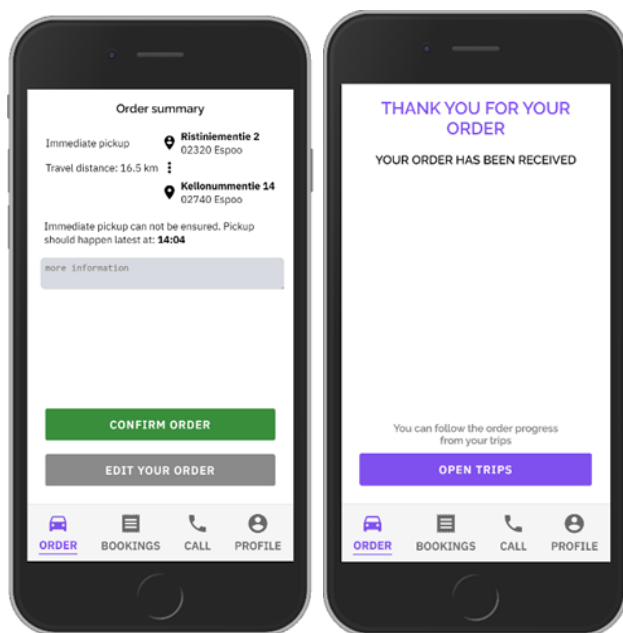 Order summary
Immediate pickup
Ristiniementie 2
02320 Espoo
Travel distance: 16.5 km
Kellonummentie 14
02740 Espoo
Immediate pickup can not be ensured. Pickup
should happen latest at: 14:04
more information
CONFIRM ORDER
EDIT YOUR ORDER
ORDER
BOOKINGS
CALL
PROFILE
THANK YOU FOR YOUR
ORDER
YOUR ORDER HAS BEEN RECEIVED
You can follow the order progress
from your trips
OPEN TRIPS
ORDER
BOOKINGS
CALL
PROFILE